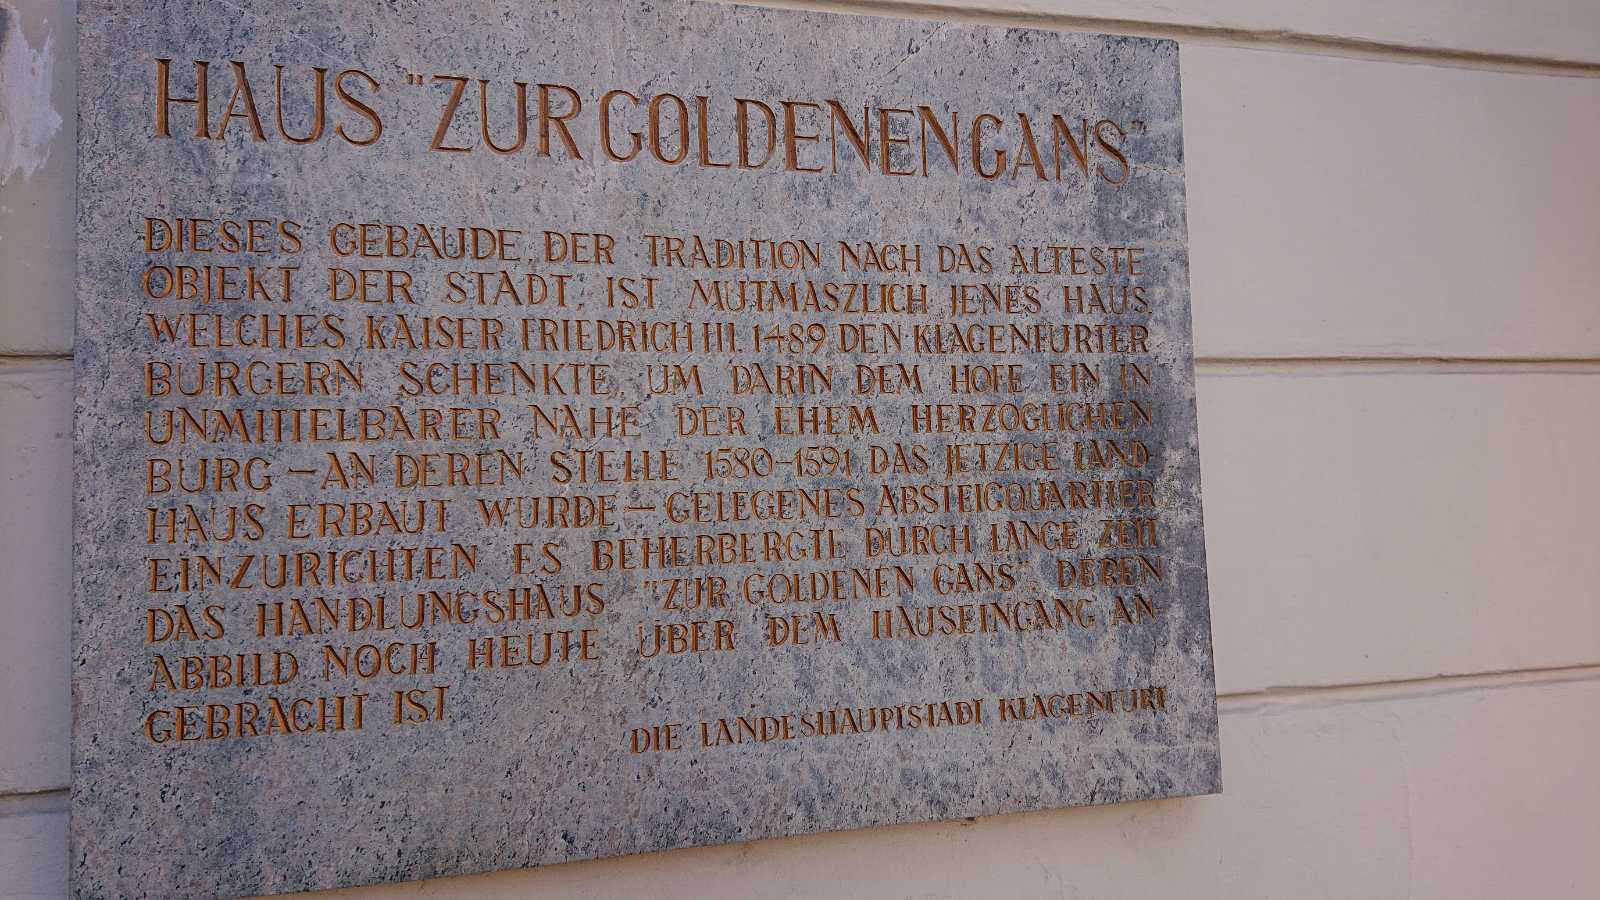 HAUS "ZUR GOLDENEN GANS"
DIESES GEBÄUDE, DER TRADITION NACH DAS ÄLTESTE
OBJEKT DER STADT, IST MUTMASZLICH JENES HAUS,
WELCHES KAISER FRIEDRICH III. 1489 DEN KLAGENFURTER
BÜRGERN SCHENKTE, UM DARIN DEM HOFE EIN IN
UNMITTELBARER NÄHE DER EHEM HERZOGLICHEN
BURG – AN DEREN STELLE 1580–1591 DAS JETZIGE LAND-
HAUS ERBAUT WURDE – GELEGENES ABSTEIGQUARTIER
EINZURICHTEN ES BEHERBERGTE DURCH LANGE ZEIT
DAS HANDLUNGSHAUS "ZUR GOLDENEN GANS", DEREN
ABBILD NOCH HEUTE ÜBER DEM HAUSEINGANG AN-
GEBRACHT IST.
DIE LANDESHAUPTSTADT KLAGENFURT